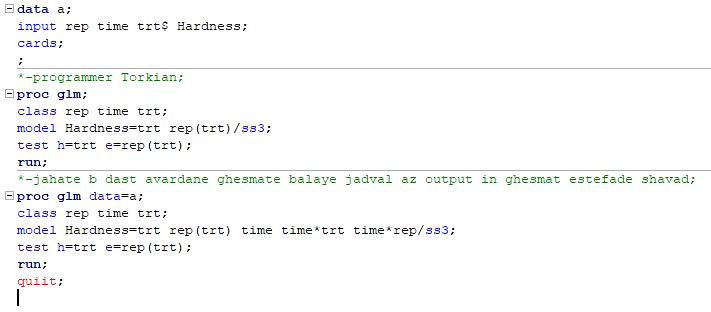 data a;
input rep time trt$ Hardness;
cards;
;
*-programmer Torkian;
proc glm;
class rep time trt;
model Hardness=trt rep(trt)/ss3;
test h=trt e=rep(trt);
run;
*-jahate b dast avardane ghesmate balaye jadval az output in ghesmat estefade shavad;
proc glm data=a;
class rep time trt;
model Hardness=trt rep(trt) time time*trt time*rep/ss3;
test h=trt e=rep(trt);
run;
quiit;